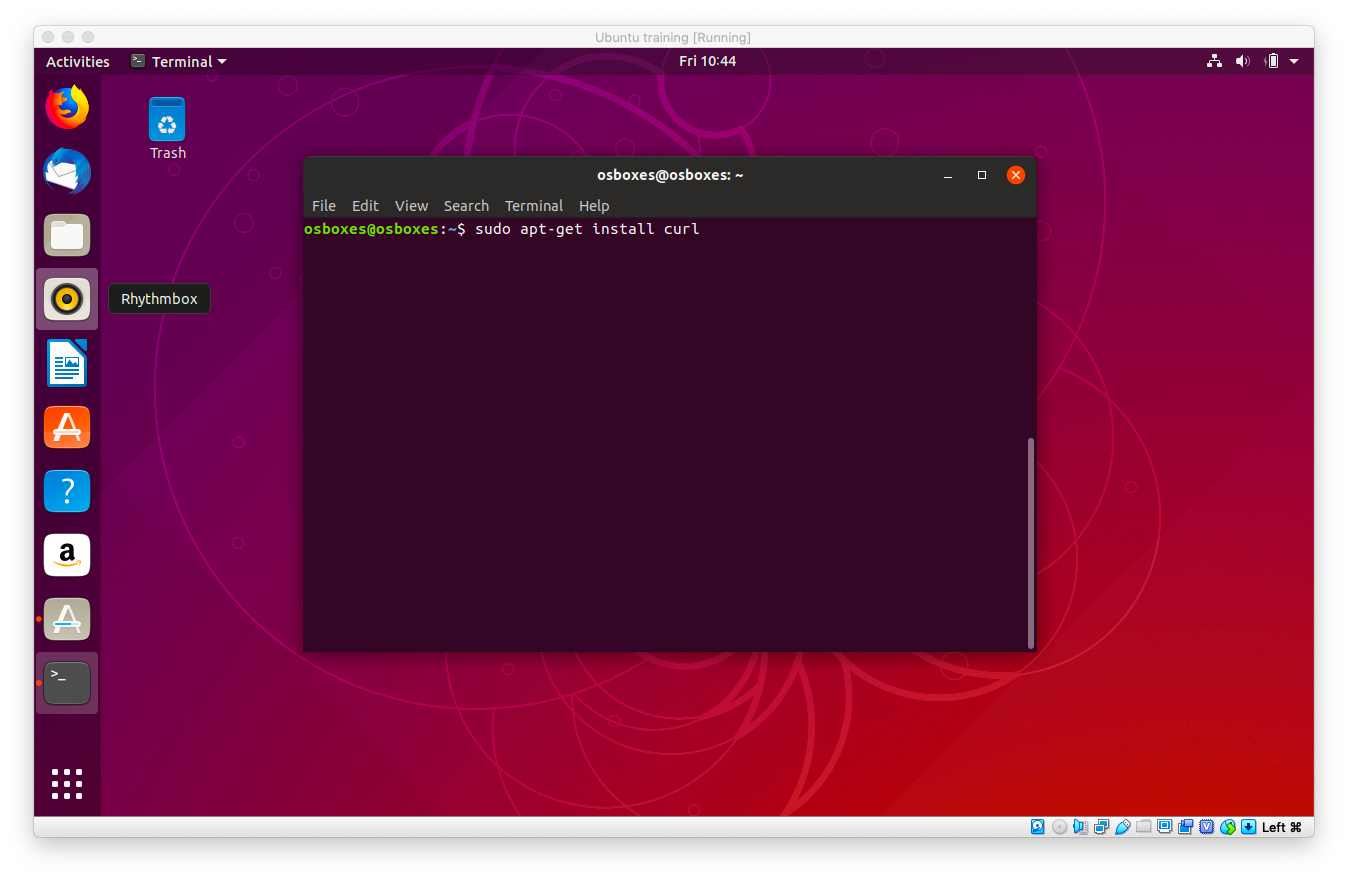 Ubuntu training [Running]
Activities
Terminal
Fri 10:44
Trash
osboxes@osboxes: ~
File Edit View Search Terminal Help
osboxes@osboxes:~$ sudo apt-get install curl
Rhythmbox
A
?
a
A
>_
V
Left ⌘